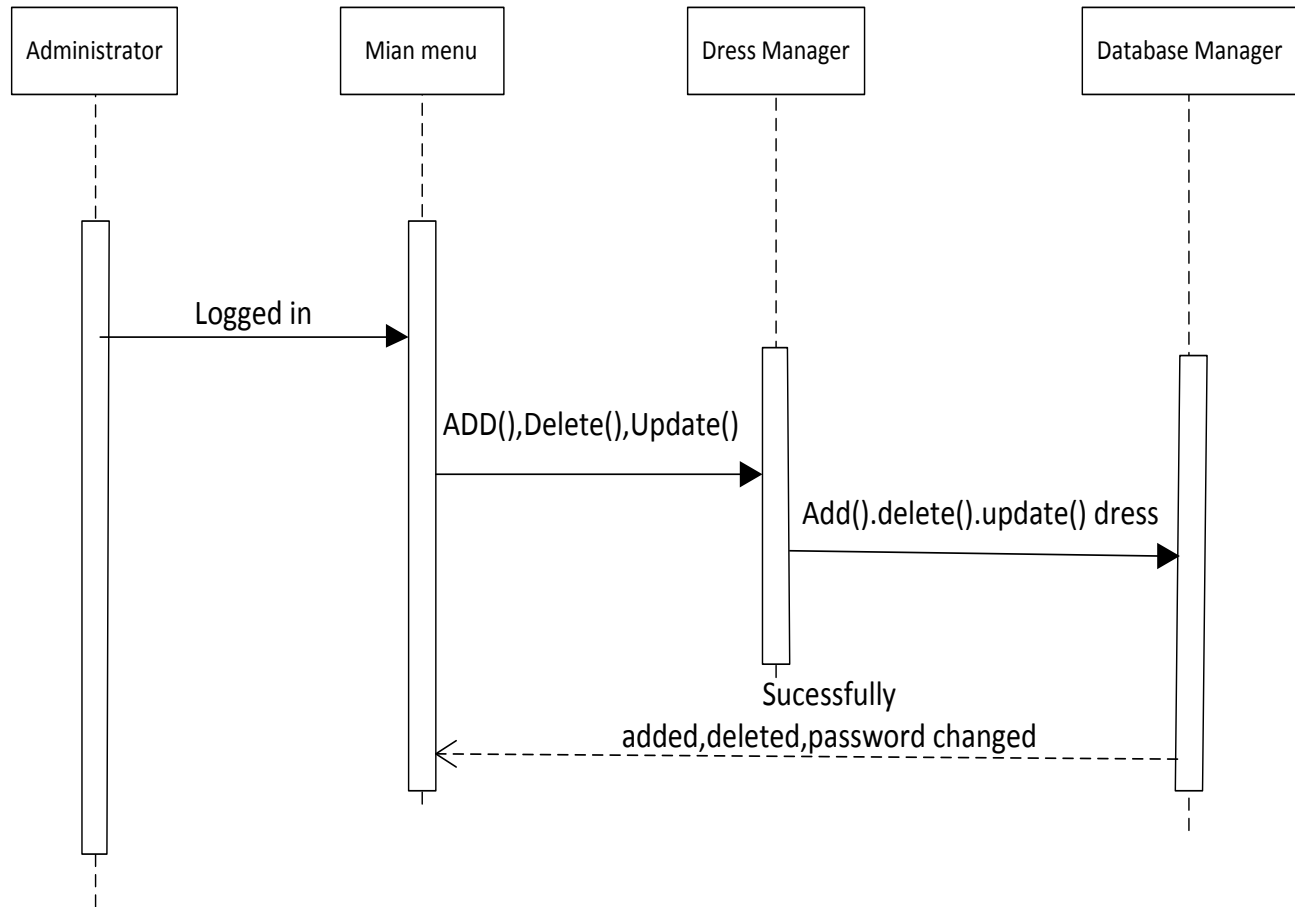 Administrator
Mian menu
Dress Manager
Database Manager
Logged in
ADD(),Delete(),Update()
Add().delete().update() dress
Sucessfully
added,deleted,password changed